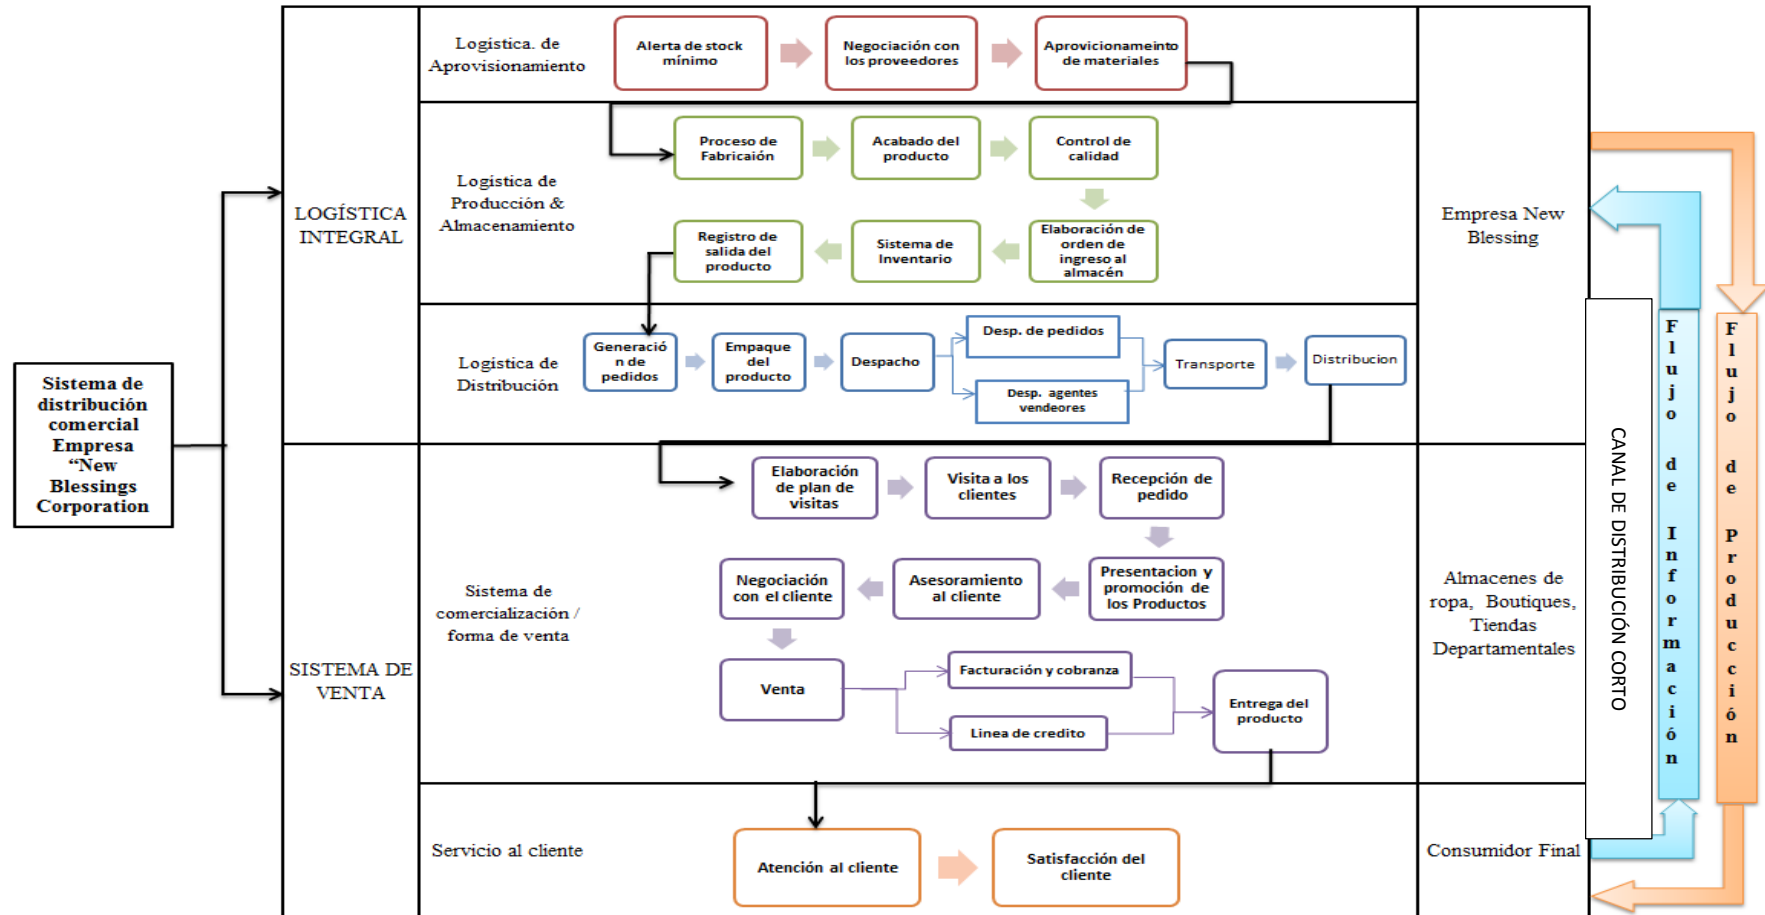 Sistema de
distribución
comercial
Empresa
“New
Blessings
Corporation
LOGÍSTICA
INTEGRAL
Logística. de
Aprovisionamiento
Alerta de stock
mínimo
Negociación con
los proveedores
Aprovicionameinto
de materiales
Logística de
Producción &
Almacenamiento
Proceso de
Fabricaión
Acabado del
producto
Control de
calidad
Elaboración de
orden de
ingreso al
almacén
Sistema de
Inventario
Registro de
salida del
producto
Logística de
Distribución
Generació
n de
pedidos
Empaque
del
producto
Despacho
Desp. de pedidos
Desp. agentes
vendeores
Transporte
Distribucion
Empresa New
Blessing
SISTEMA DE
VENTA
Sistema de
comercialización /
forma de venta
Elaboración
de plan de
visitas
Visita a los
clientes
Recepción de
pedido
Presentacion y
promoción de
los Productos
Asesoramiento
al cliente
Negociación
con el cliente
Venta
Facturación y cobranza
Linea de credito
Entrega del
producto
Almacenes de
ropa, Boutiques,
Tiendas
Departamentales
Servicio al cliente
Atención al cliente
Satisfacción del
cliente
Consumidor Final
CANAL DE DISTRIBUCIÓN CORTO
Flujo de Información
Flujo de Producción